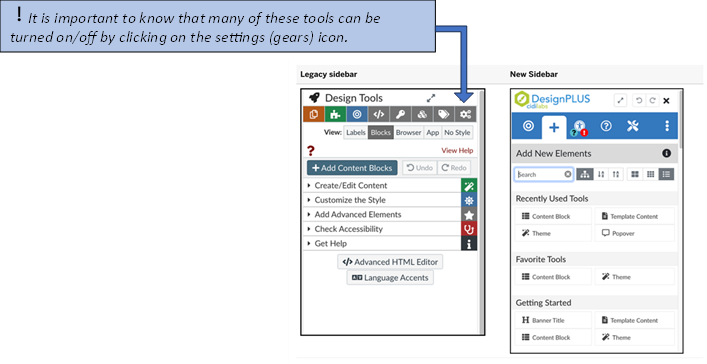 ! It is important to know that many of these tools can be
turned on/off by clicking on the settings (gears) icon.
Legacy sidebar
Design Tools
View: Labels Blocks Browser App No Style
? View Help
+ Add Content Blocks Undo Redo
Create/Edit Content
Customize the Style
Add Advanced Elements
Check Accessibility
Get Help
</> Advanced HTML Editor
Language Accents
New Sidebar
DesignPLUS
cidilabs
Add New Elements
Search
Recently Used Tools
Content Block Template Content
Theme Popover
Favorite Tools
Content Block Theme
Getting Started
H Banner Title Template Content
Content Block Theme